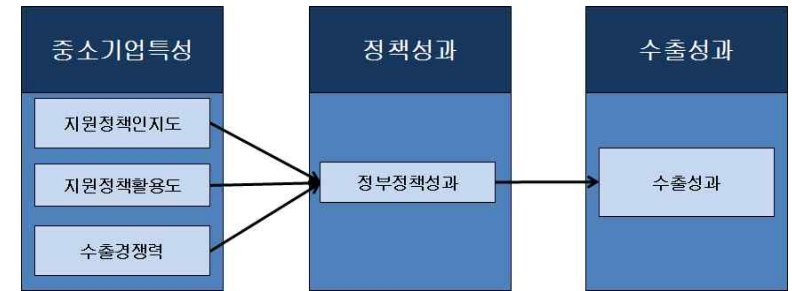 중소기업특성
지원정책인지도
지원정책활용도
수출경쟁력
정책성과
정부정책성과
수출성과
수출성과